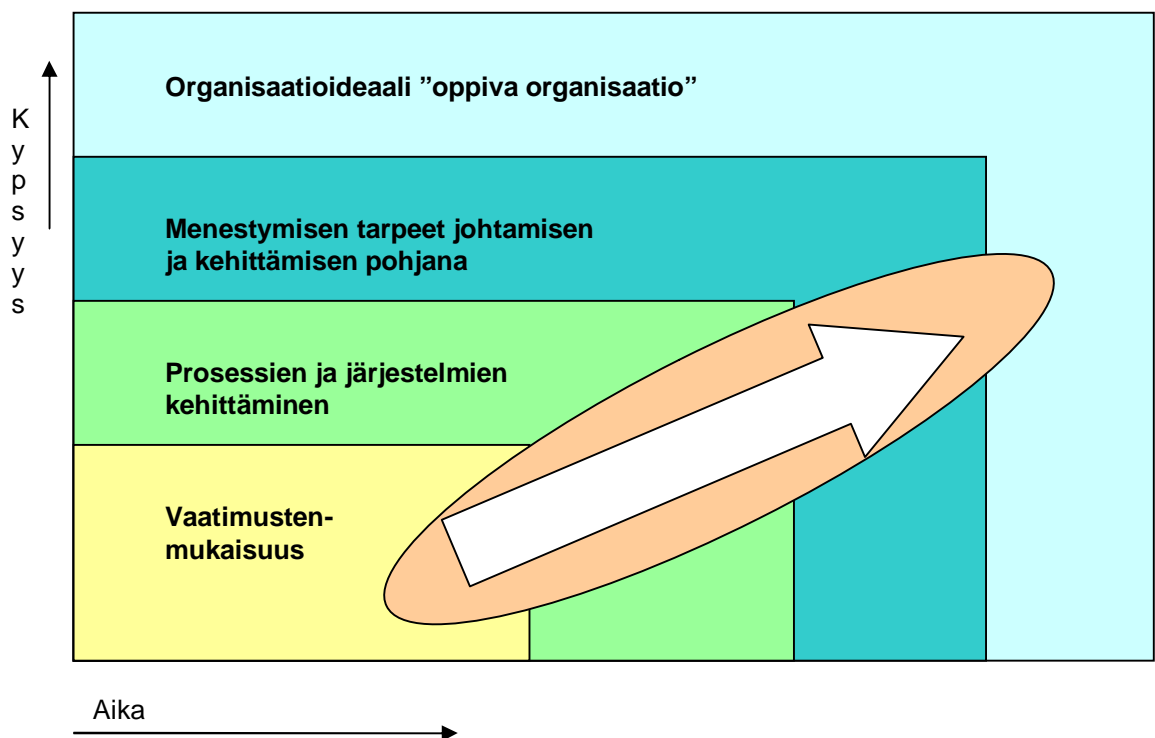 Organisaatioideaali ”oppiva organisaatio”
Kypsyys
Menestymisen tarpeet johtamisen
ja kehittämisen pohjana
Prosessien ja järjestelmien
kehittäminen
Vaatimusten-
mukaisuus
Aika